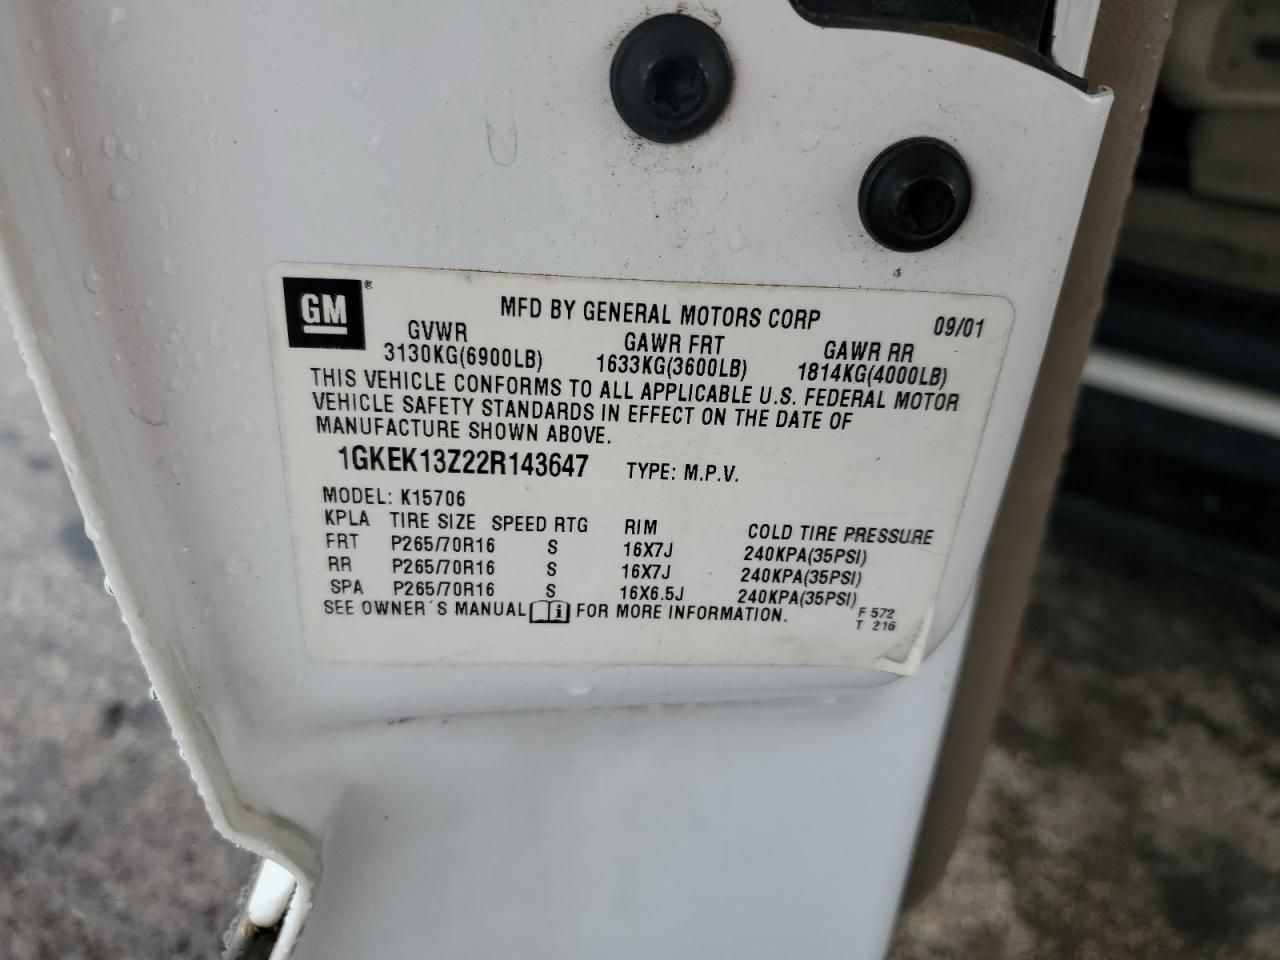 GM ®
MFD BY GENERAL MOTORS CORP 09/01
GVWR GAWR FRT GAWR RR
3130KG(6900LB) 1633KG(3600LB) 1814KG(4000LB)
THIS VEHICLE CONFORMS TO ALL APPLICABLE U.S. FEDERAL MOTOR
VEHICLE SAFETY STANDARDS IN EFFECT ON THE DATE OF
MANUFACTURE SHOWN ABOVE.
1GKEK13Z22R143647 TYPE: M.P.V.
MODEL: K15706
KPLA TIRE SIZE SPEED RTG RIM COLD TIRE PRESSURE
FRT P265/70R16 S 16X7J 240KPA(35PSI)
RR P265/70R16 S 16X7J 240KPA(35PSI)
SPA P265/70R16 S 16X6.5J 240KPA(35PSI)
SEE OWNER´S MANUAL i FOR MORE INFORMATION.
F 572
T 216